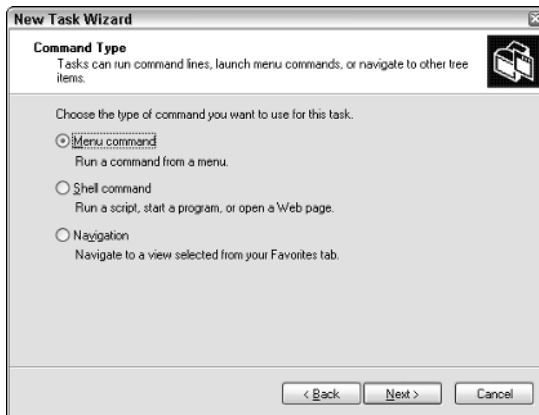 New Task Wizard
Command Type
Tasks can run command lines, launch menu commands, or navigate to other tree
items.
Choose the type of command you want to use for this task.
Menu command
Run a command from a menu.
Shell command
Run a script, start a program, or open a Web page.
Navigation
Navigate to a view selected from your Favorites tab.
< Back
Next >
Cancel